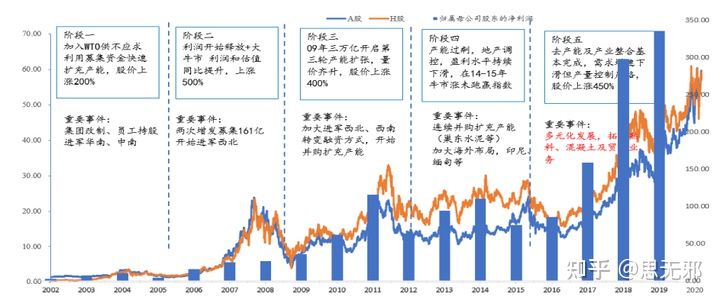 A股 H股 归属母公司股东的净利润
70.00
60.00
50.00
40.00
30.00
20.00
10.00
0.00
350.00
300.00
250.00
200.00
150.00
100.00
50.00
0.00
阶段一
加入WTO供不应求
利用募集资金快速
扩充产能，股价上
涨200%
重要事件：
集团改制、员工持股
进军华南、中南
阶段二
利润开始释放+大
牛市 利润和估值
同比提升，上涨
500%
重要事件：
两次增发募集161亿
开始进军西北
阶段三
09年三万亿开启第
三轮产能扩张，量
价齐升，股价上涨
400%
重要事件：
加大进军西北、西南
转变融资方式，开始
并购扩充产能
阶段四
产能过剩，地产调
控，盈利水平持续
下滑，在14-15年
牛市涨未跑赢指数
重要事件：
连续并购扩充产能
（巢东水泥等）
加大海外布局，印尼、
缅甸等
阶段五
去产能及产业整合基
本完成，需求 速下
滑但产量控制 格，
股价上涨450%
重要事件：
多元化发展，拓 料、混凝土及贸 业
务
2002 2003 2004 2005 2006 2007 2008 2009 2010 2011 2012 2013 2014 2015 2016 2017 2018 2019 2020
知乎 @思无邪